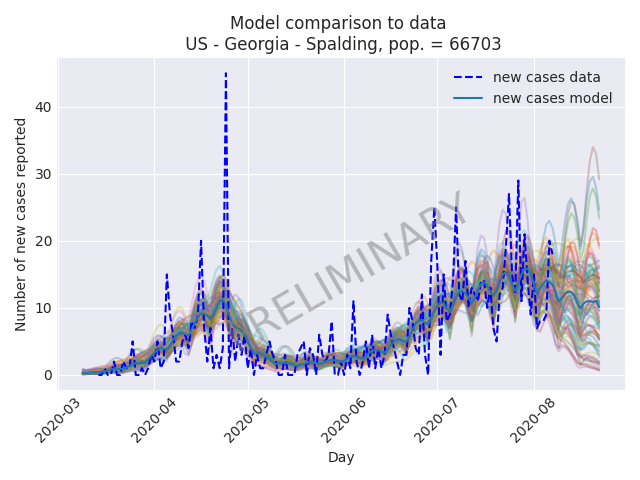 Model comparison to data
US - Georgia - Spalding, pop. = 66703
new cases data
new cases model
PRELIMINARY
Number of new cases reported
40
30
20
10
0
2020-03
2020-04
2020-05
2020-06
2020-07
2020-08
Day